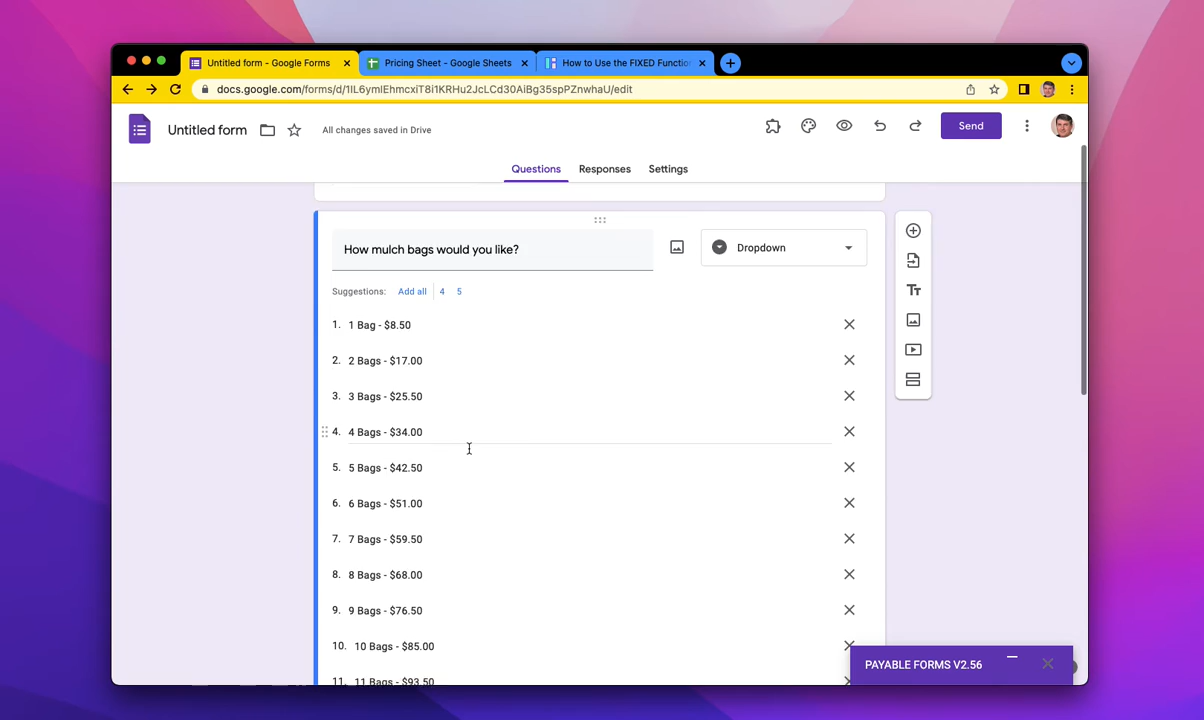 Untitled form - Google Forms
Pricing Sheet - Google Sheets
How to Use the FIXED Functio
docs.google.com/forms/d/1IL6ymIEhmcxiT8i1KRHu2JcLCd30AiBg35spPZnwhaU/edit
Untitled form
All changes saved in Drive
Send
Questions
Responses
Settings
How mulch bags would you like?
Dropdown
Suggestions: Add all 4 5
1. 1 Bag - $8.50
2. 2 Bags - $17.00
3. 3 Bags - $25.50
4. 4 Bags - $34.00
5. 5 Bags - $42.50
6. 6 Bags - $51.00
7. 7 Bags - $59.50
8. 8 Bags - $68.00
9. 9 Bags - $76.50
10. 10 Bags - $85.00
11. 11 Bags - $93.50
PAYABLE FORMS V2.56